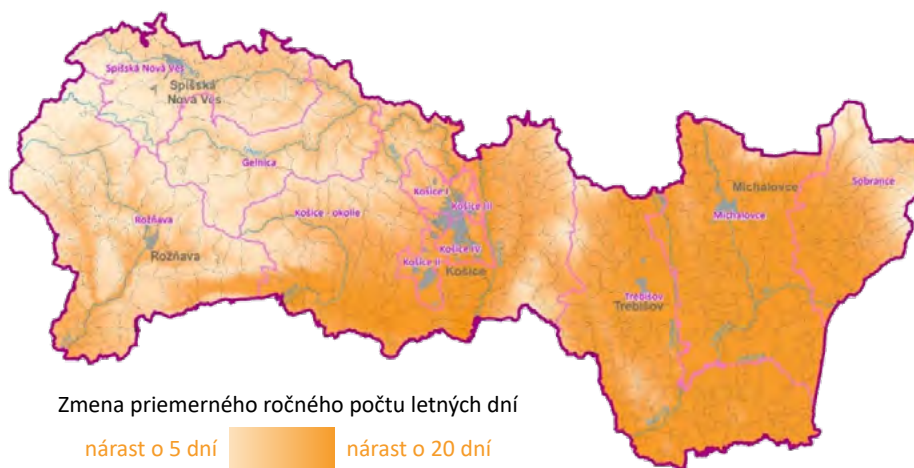 Spišská Nová Ves
Spišská
Nová Ves
Gelnica
Košice I
Michalovce
Sobrance
Rožňava
Košice - okolie
Košice III
Michalovce
Košice IV
Rožňava
Košice II
Košice
Trebišov
Trebišov
Zmena priemerného ročného počtu letných dní
nárast o 5 dní nárast o 20 dní